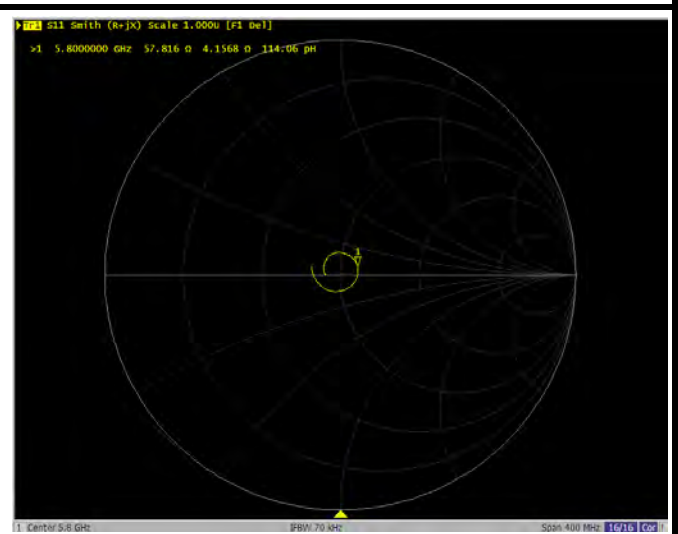 Tr1 S11 Smith (R+jX) Scale 1.000U [F1 Del]
>1 5.8000000 GHz 57.816 Ω 4.1568 Ω 114.06 pH
1
1 Center 5.8 GHz IFBW 70 kHz Span 400 MHz 16/16 Cor !